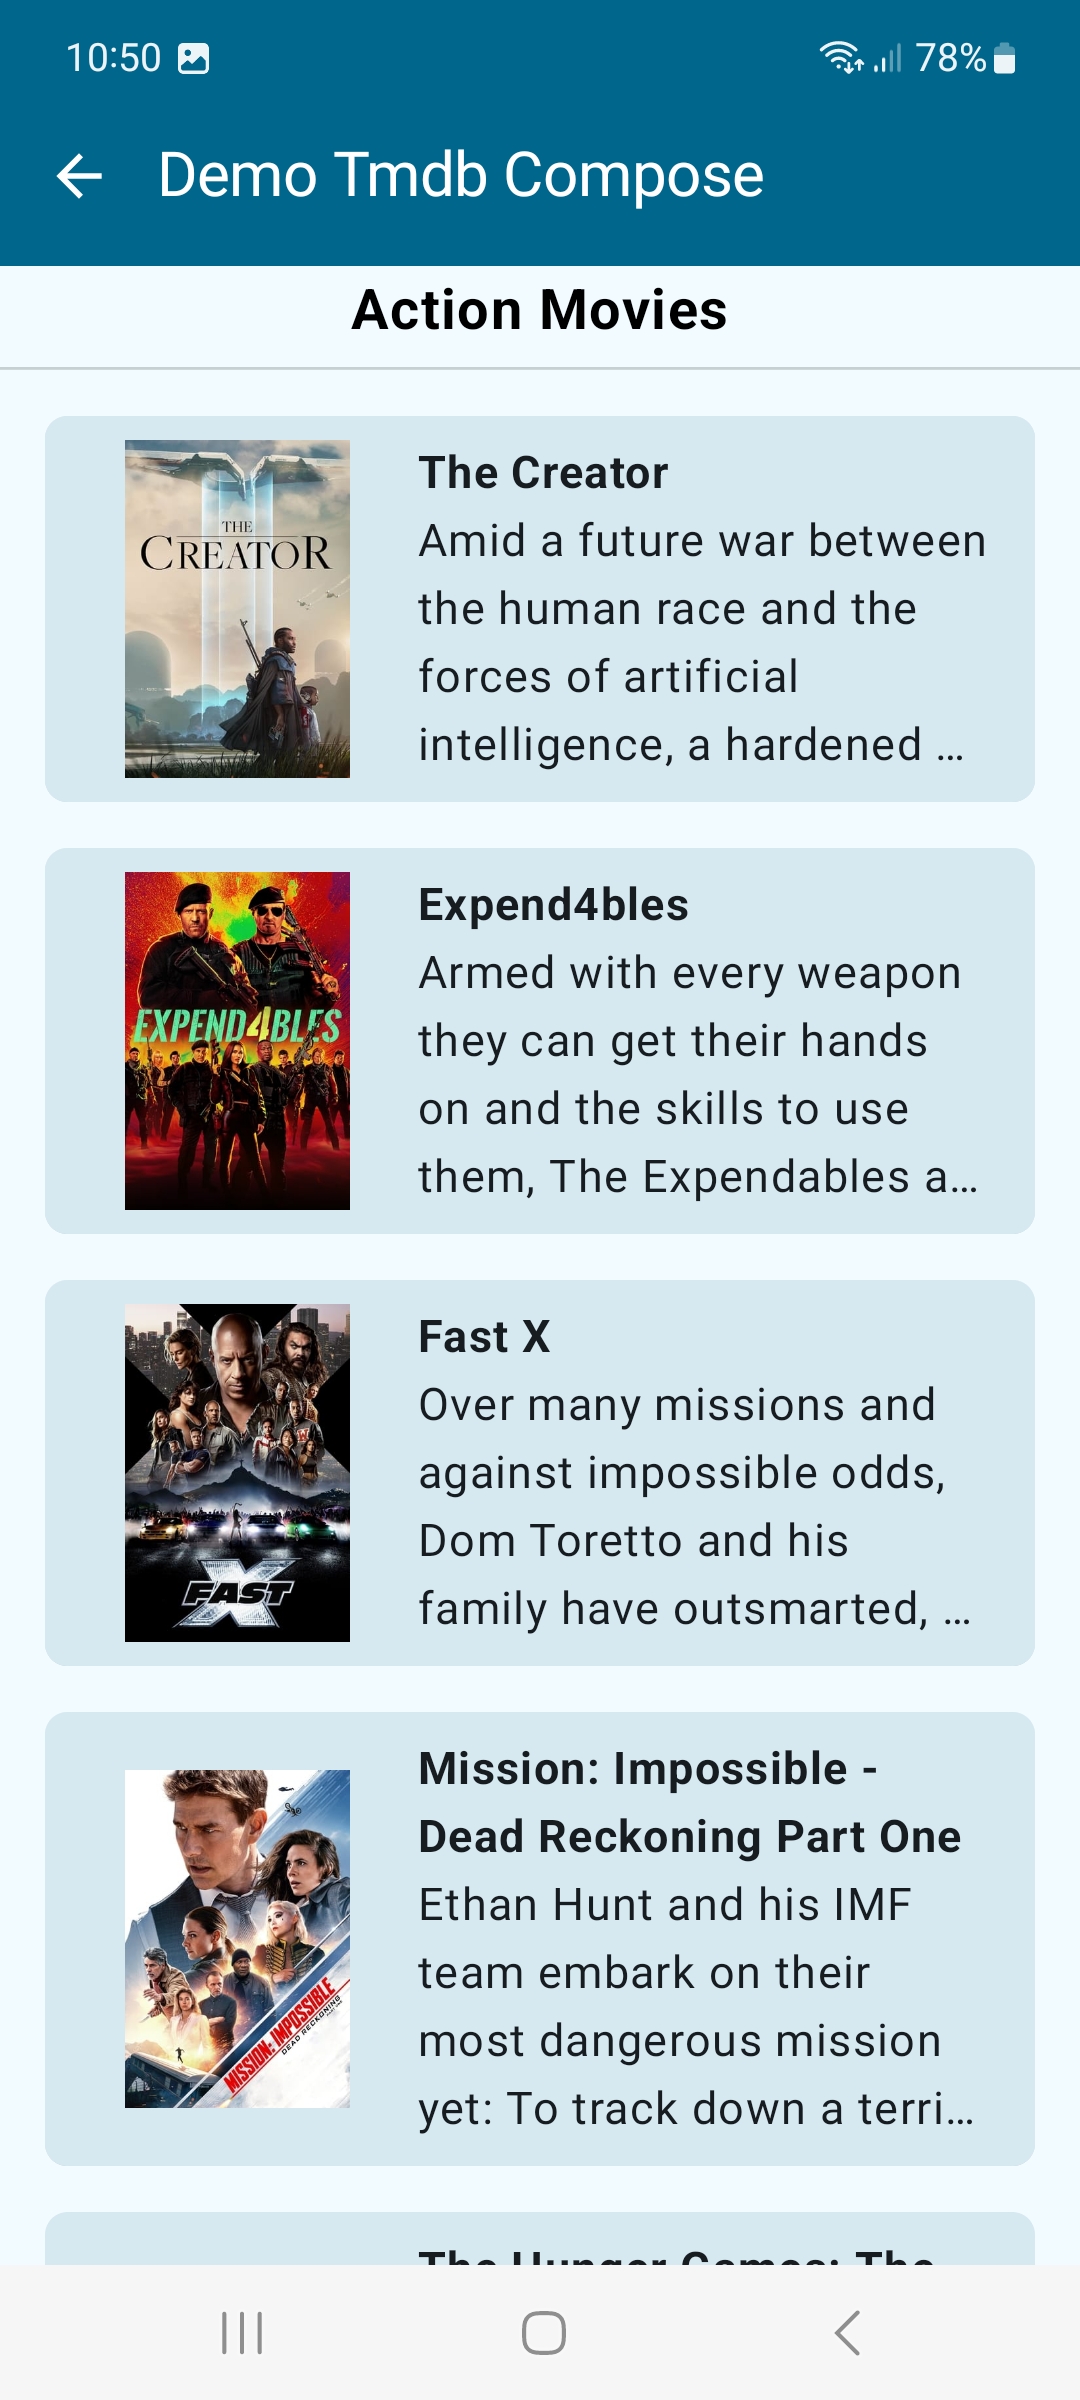 10:50
78%
Demo Tmdb Compose
Action Movies
THE
CREATOR
The Creator
Amid a future war between
the human race and the
forces of artificial
intelligence, a hardened …
EXPEND4BLES
Expend4bles
Armed with every weapon
they can get their hands
on and the skills to use
them, The Expendables a…
FAST X
Fast X
Over many missions and
against impossible odds,
Dom Toretto and his
family have outsmarted, …
MISSION: IMPOSSIBLE
DEAD RECKONING
Mission: Impossible -
Dead Reckoning Part One
Ethan Hunt and his IMF
team embark on their
most dangerous mission
yet: To track down a terri…
The Hunger Games: The